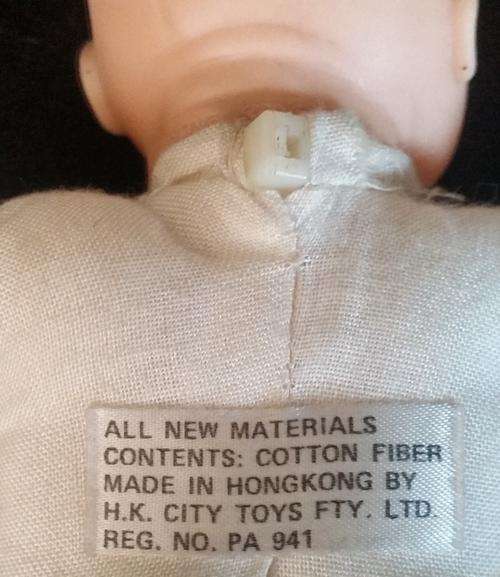 ALL NEW MATERIALS
CONTENTS: COTTON FIBER
MADE IN HONGKONG BY
H.K. CITY TOYS FTY. LTD.
REG. NO. PA 941